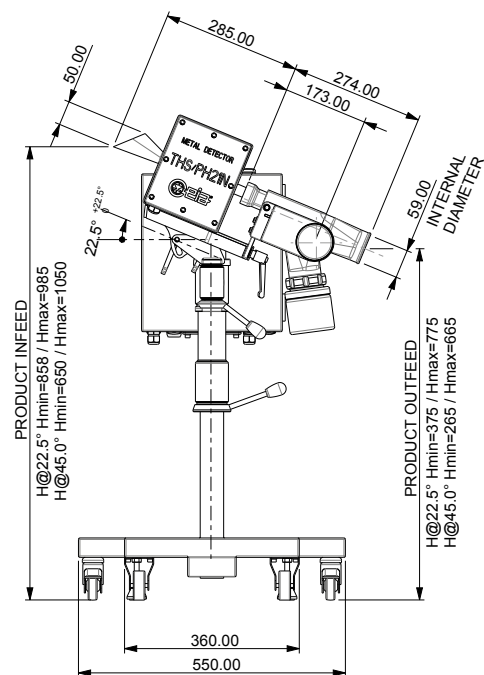 285.00
50.00
274.00
173.00
METAL DETECTOR
THS/PH21N
Ceia
59.00
INTERNAL
DIAMETER
22.5° +22.5°
0
PRODUCT INFEED
H@22.5° Hmin=858 / Hmax=985
H@45.0° Hmin=650 / Hmax=1050
PRODUCT OUTFEED
H@22.5° Hmin=375 / Hmax=775
H@45.0° Hmin=265 / Hmax=665
360.00
550.00